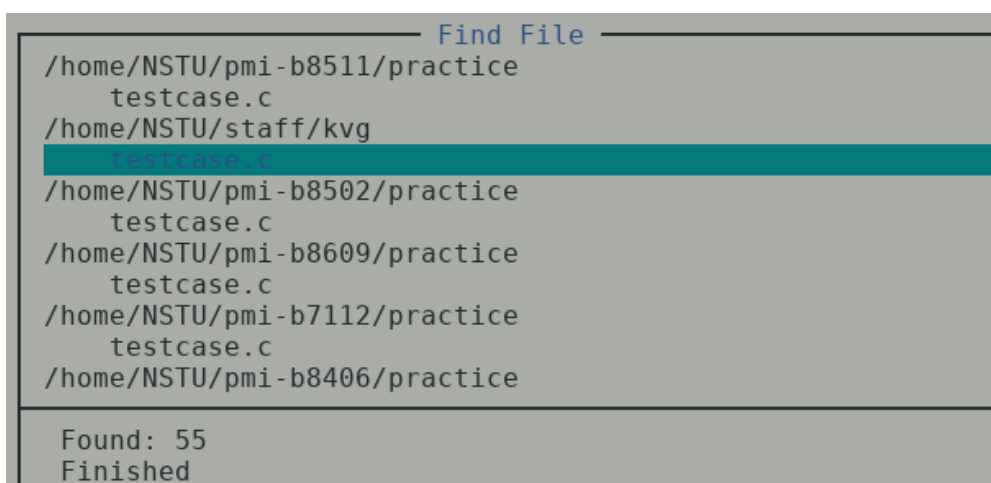 Find File
/home/NSTU/pmi-b8511/practice
testcase.c
/home/NSTU/staff/kvg
testcase.c
/home/NSTU/pmi-b8502/practice
testcase.c
/home/NSTU/pmi-b8609/practice
testcase.c
/home/NSTU/pmi-b7112/practice
testcase.c
/home/NSTU/pmi-b8406/practice
Found: 55
Finished